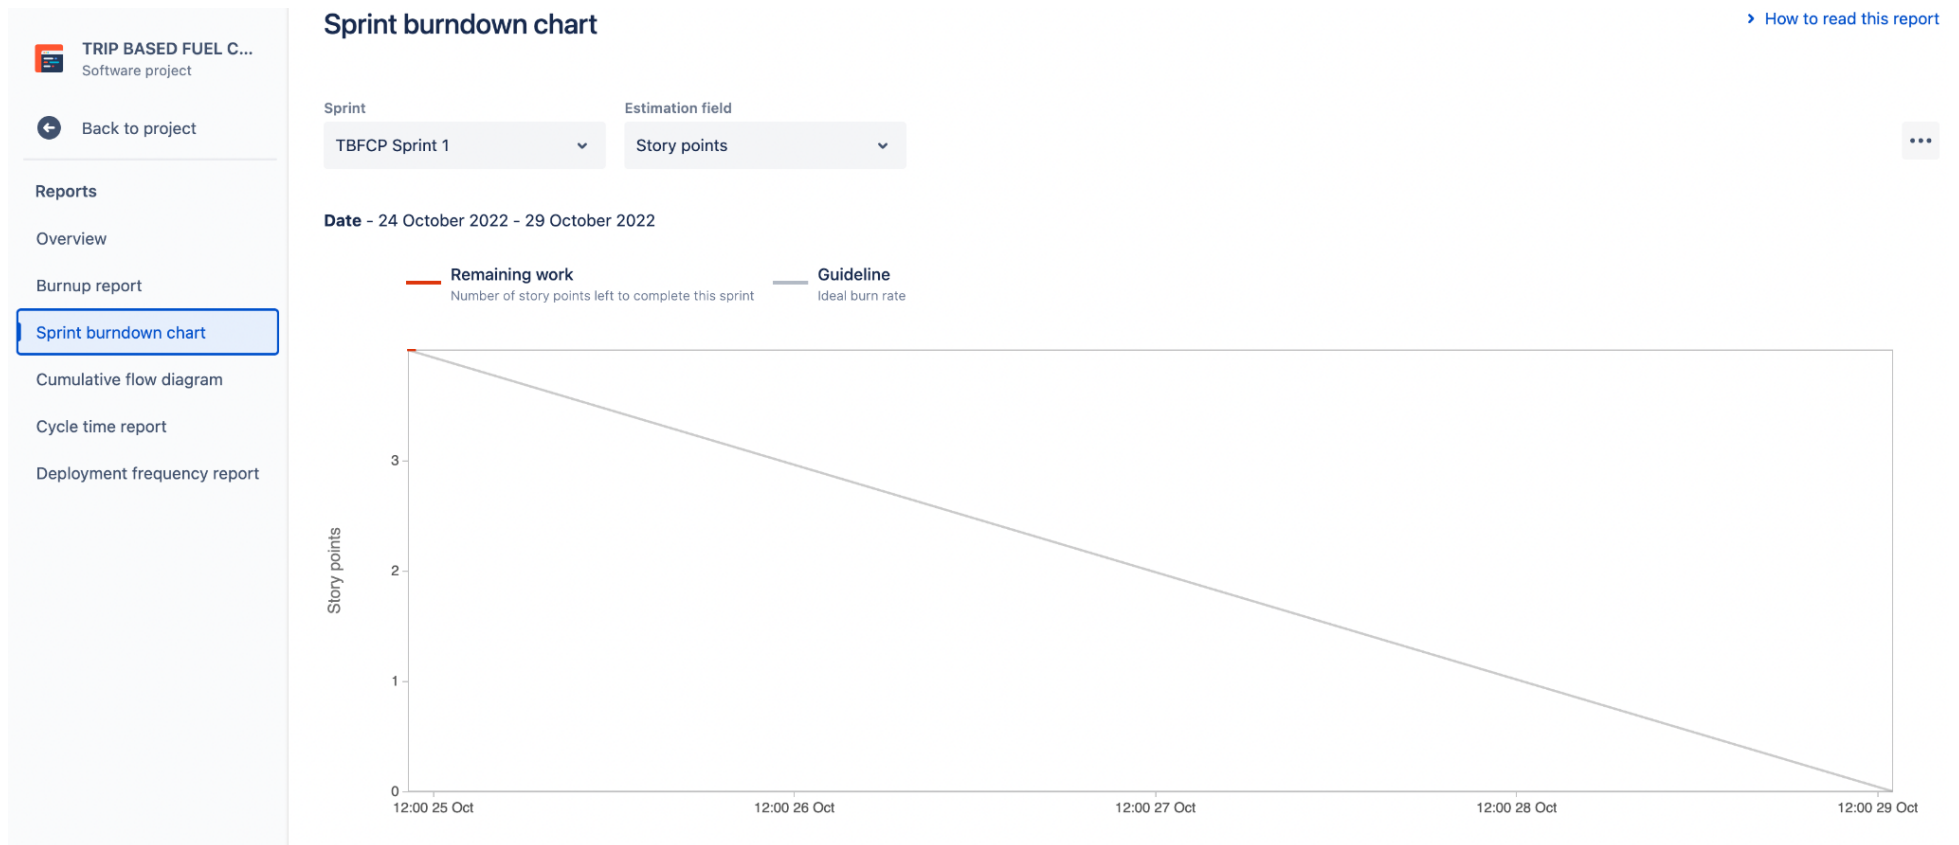 TRIP BASED FUEL C...
Software project
Back to project
Reports
Overview
Burnup report
Sprint burndown chart
Cumulative flow diagram
Cycle time report
Deployment frequency report
Sprint burndown chart
How to read this report
Sprint
Estimation field
TBFCP Sprint 1
Story points
Date - 24 October 2022 - 29 October 2022
Remaining work
Number of story points left to complete this sprint
Guideline
Ideal burn rate
Story points
3
2
1
0
12:00 25 Oct
12:00 26 Oct
12:00 27 Oct
12:00 28 Oct
12:00 29 Oct